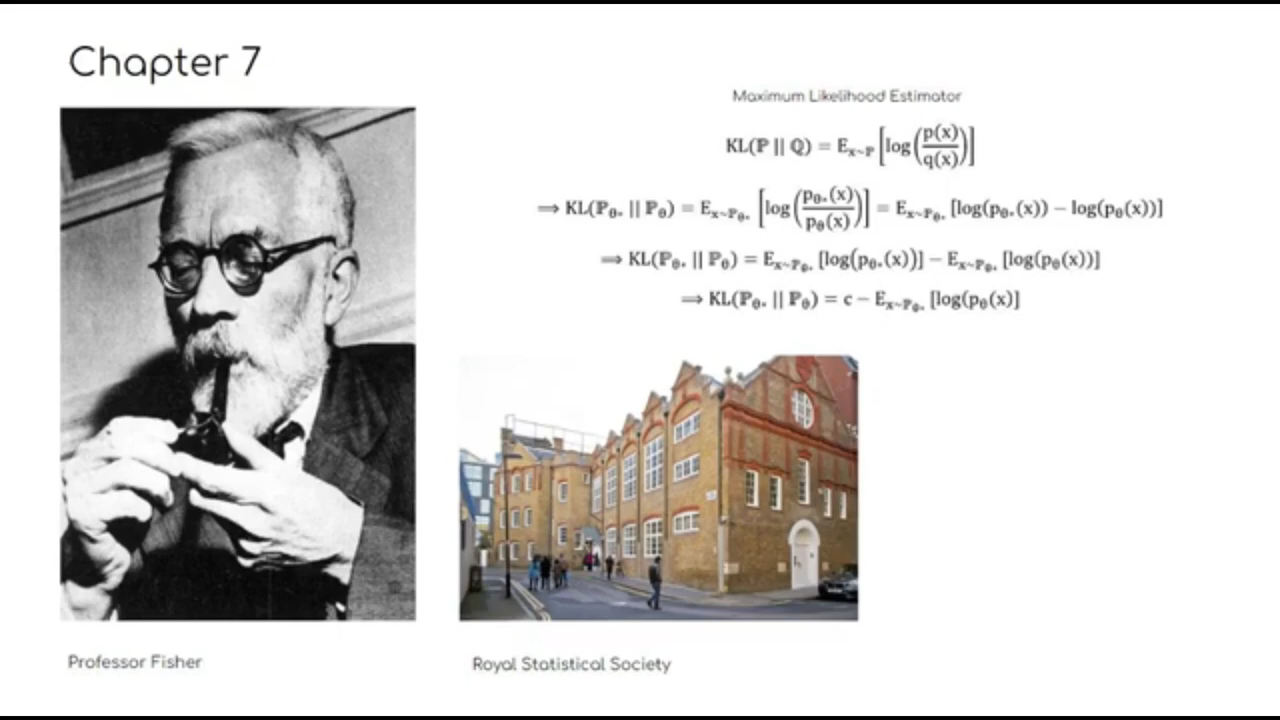 Chapter 7
Maximum Likelihood Estimator
KL(ℙ || ℚ) = E_{x~ℙ} [log(p(x)/q(x))]
⟹ KL(ℙ_{θ*} || ℙ_θ) = E_{x~ℙ_{θ*}} [log(p_{θ*}(x)/p_θ(x))] = E_{x~ℙ_{θ*}} [log(p_{θ*}(x)) − log(p_θ(x))]
⟹ KL(ℙ_{θ*} || ℙ_θ) = E_{x~ℙ_{θ*}} [log(p_{θ*}(x))] − E_{x~ℙ_{θ*}} [log(p_θ(x))]
⟹ KL(ℙ_{θ*} || ℙ_θ) = c − E_{x~ℙ_{θ*}} [log(p_θ(x)]
Professor Fisher
Royal Statistical Society